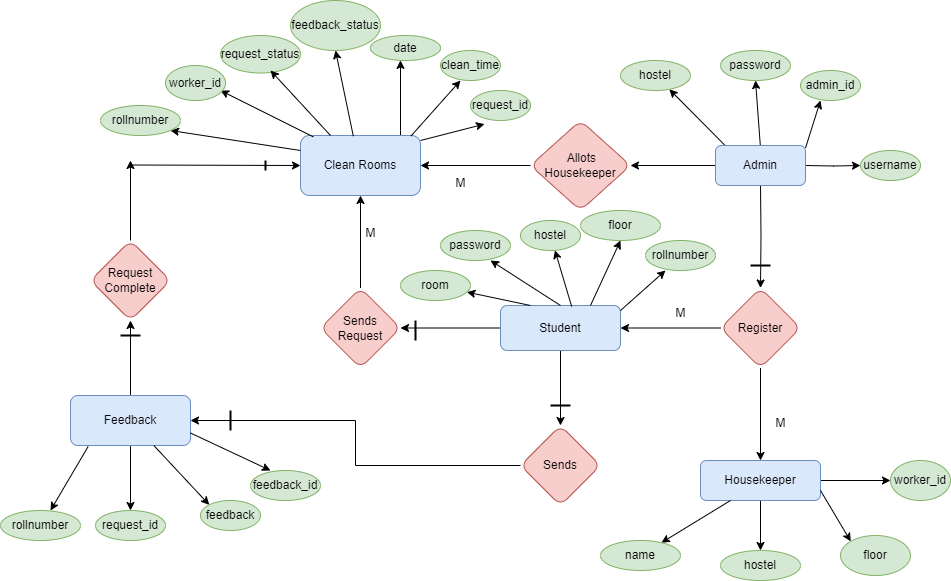 feedback_status
request_status
date
clean_time
worker_id
request_id
rollnumber
hostel
password
admin_id
Clean Rooms
Allots
Housekeeper
Admin
username
M
M
floor
hostel
password
rollnumber
room
Request
Complete
Sends
Request
Student
M
Register
Feedback
M
Sends
Housekeeper
worker_id
feedback_id
feedback
request_id
rollnumber
name
hostel
floor